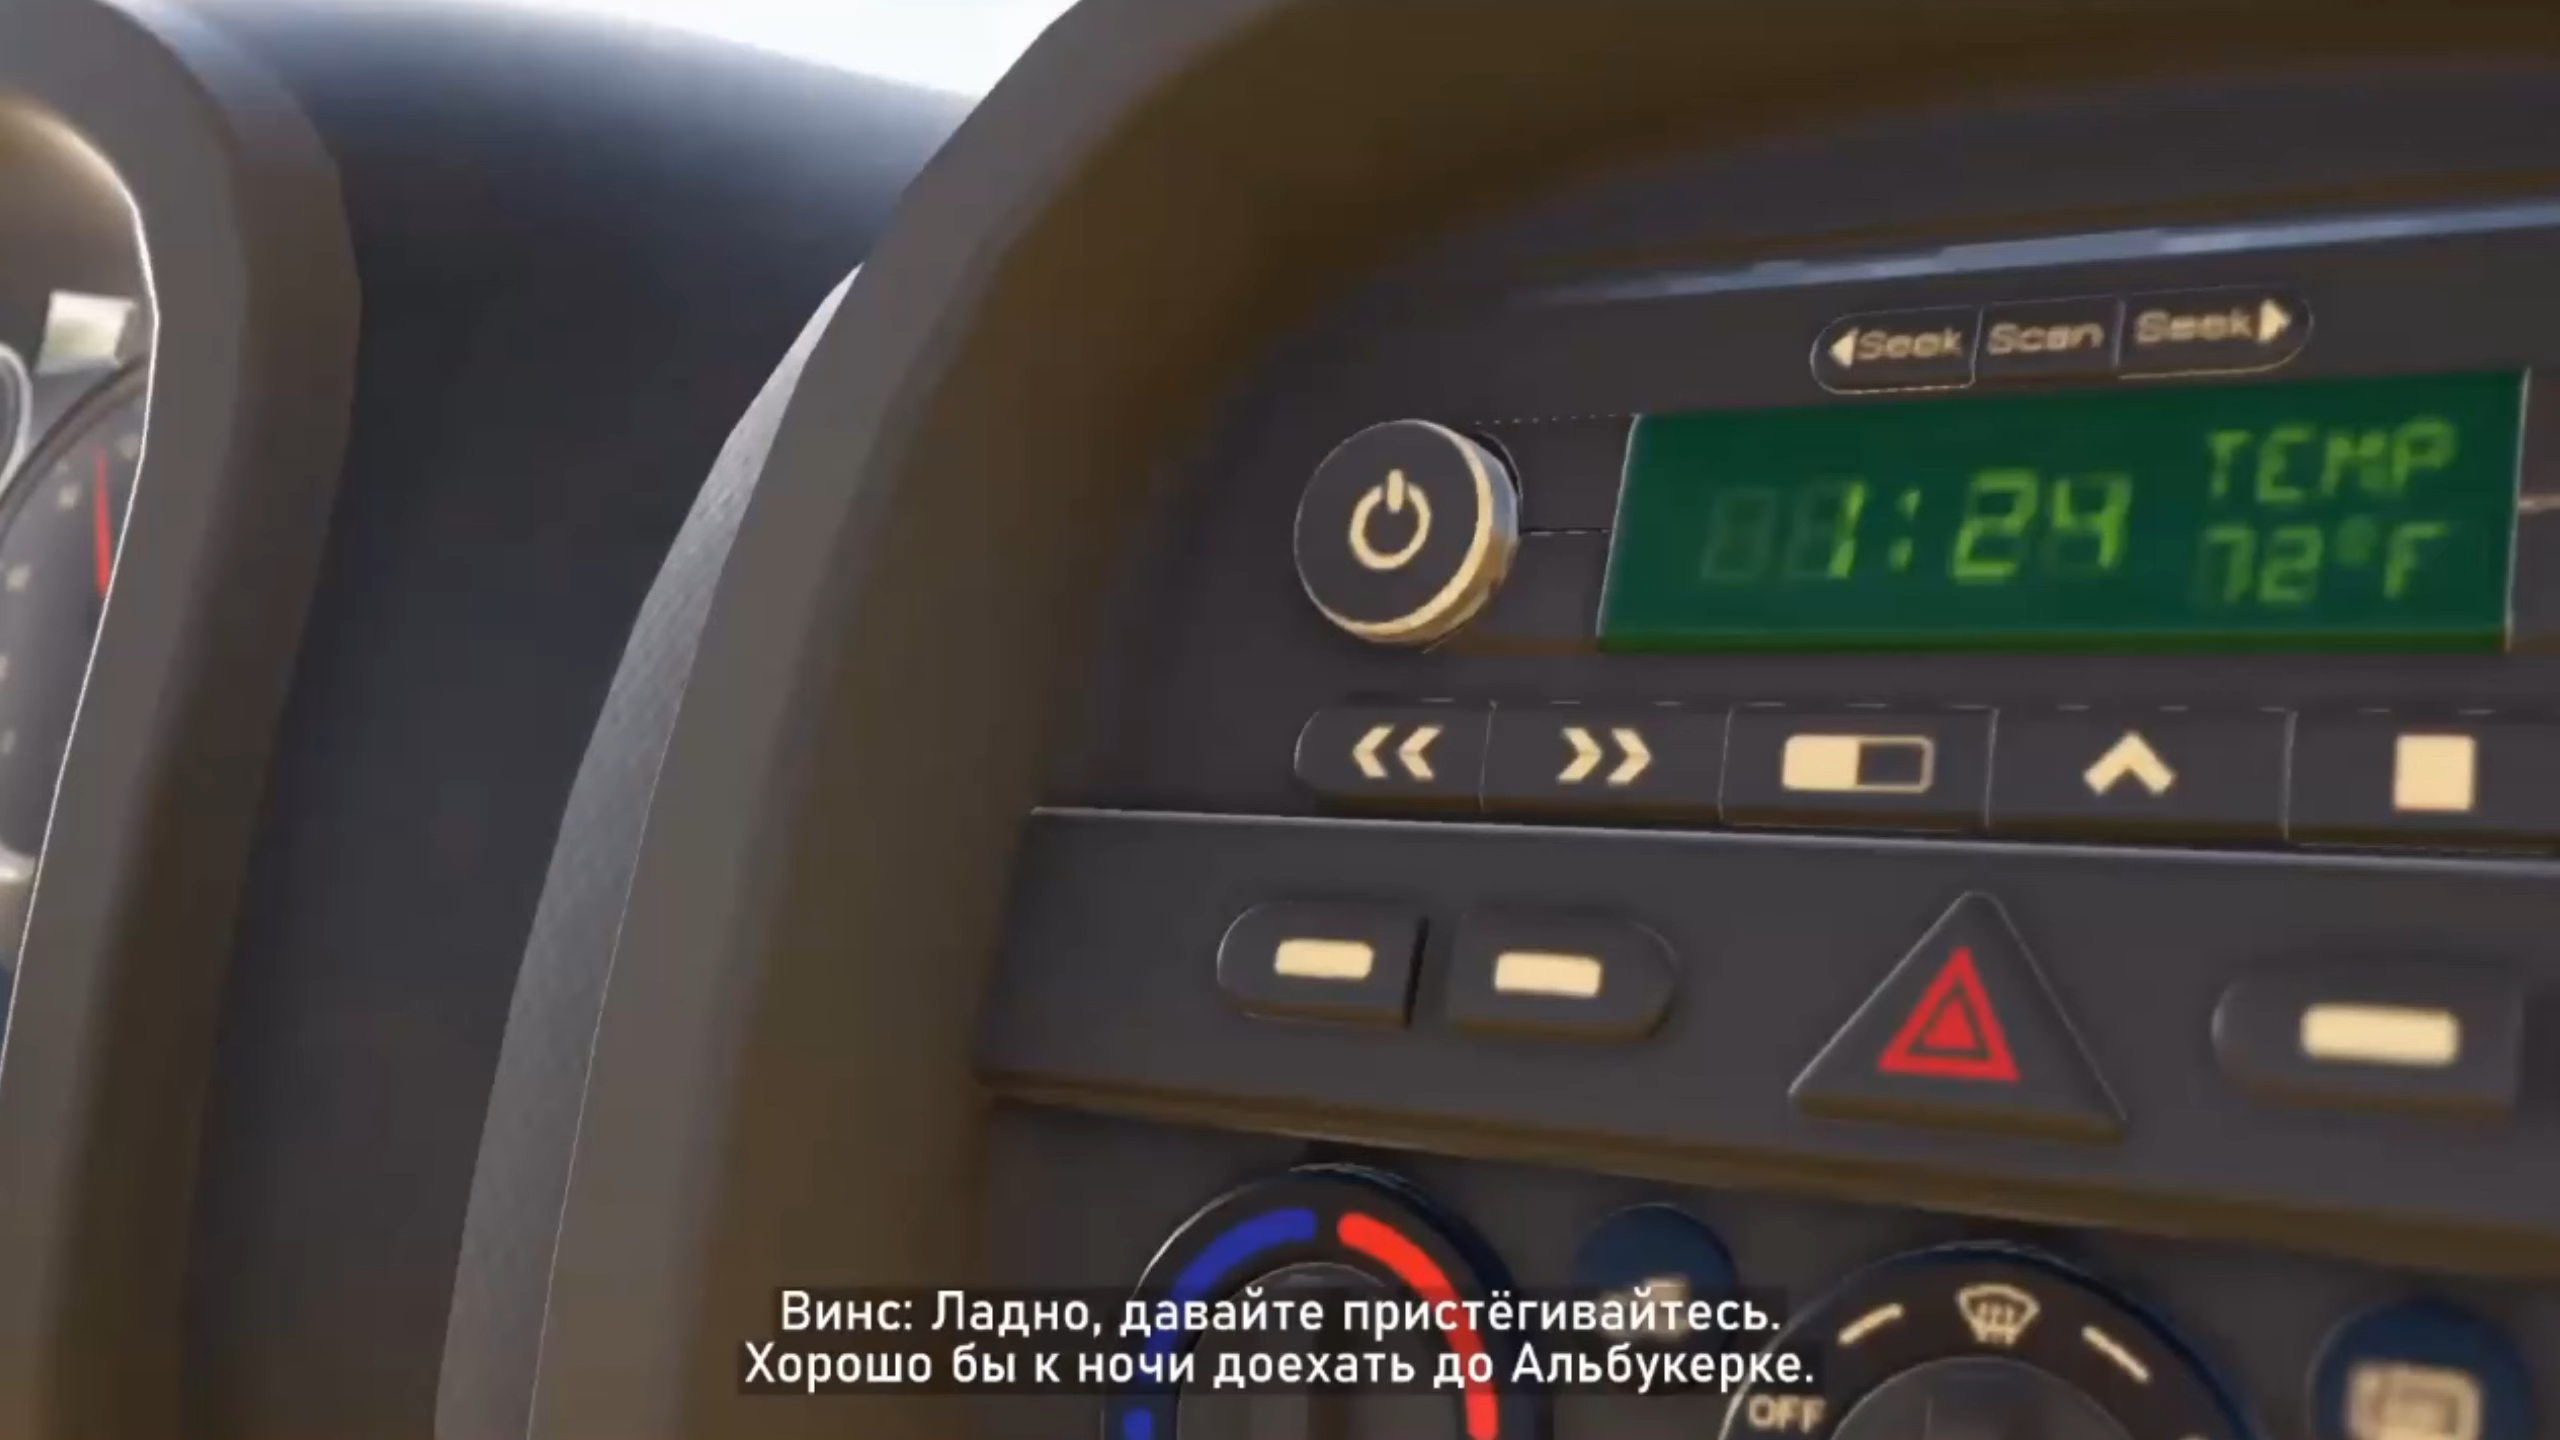 ◀Seek Scan Seek▶
1:24 TEMP
72°F
OFF
Винс: Ладно, давайте пристёгивайтесь.
Хорошо бы к ночи доехать до Альбукерке.